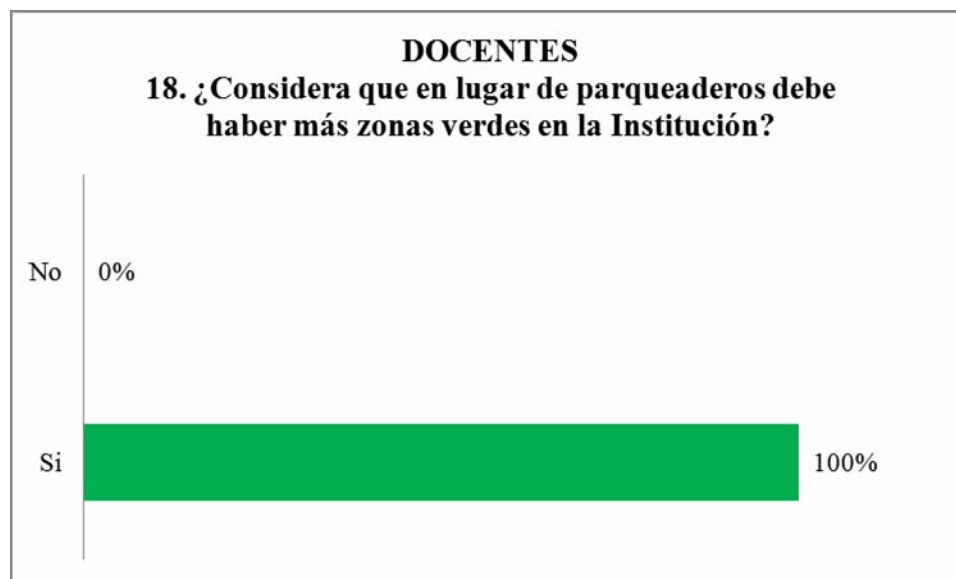 DOCENTES
18. ¿Considera que en lugar de parqueaderos debe
haber más zonas verdes en la Institución?
No 0%
Si 100%